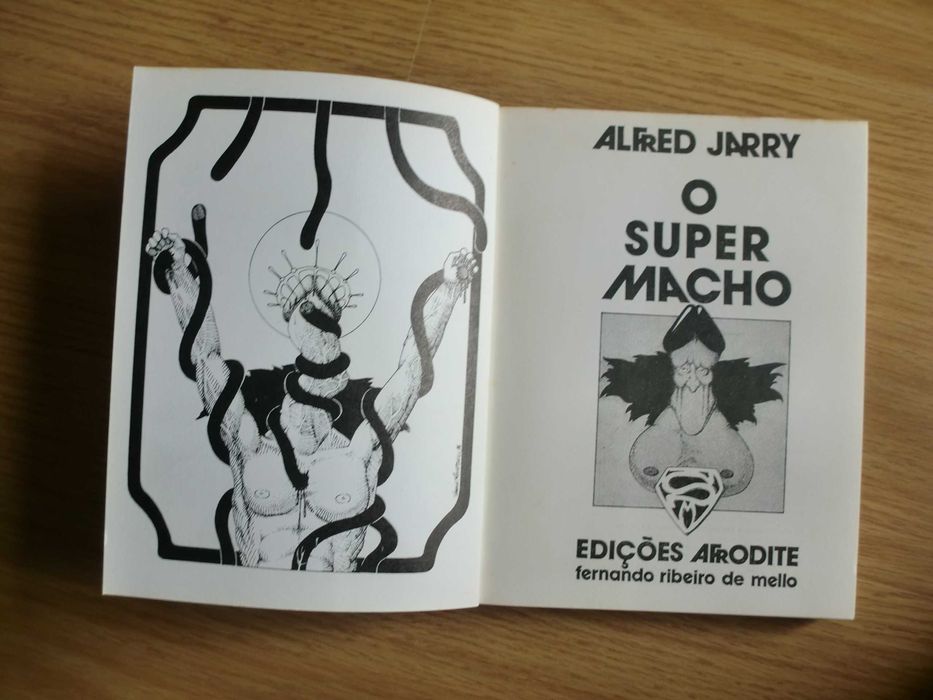 ALFRED JARRY
O
SUPER
MACHO
EDIÇÕES AFRODITE
fernando ribeiro de mello